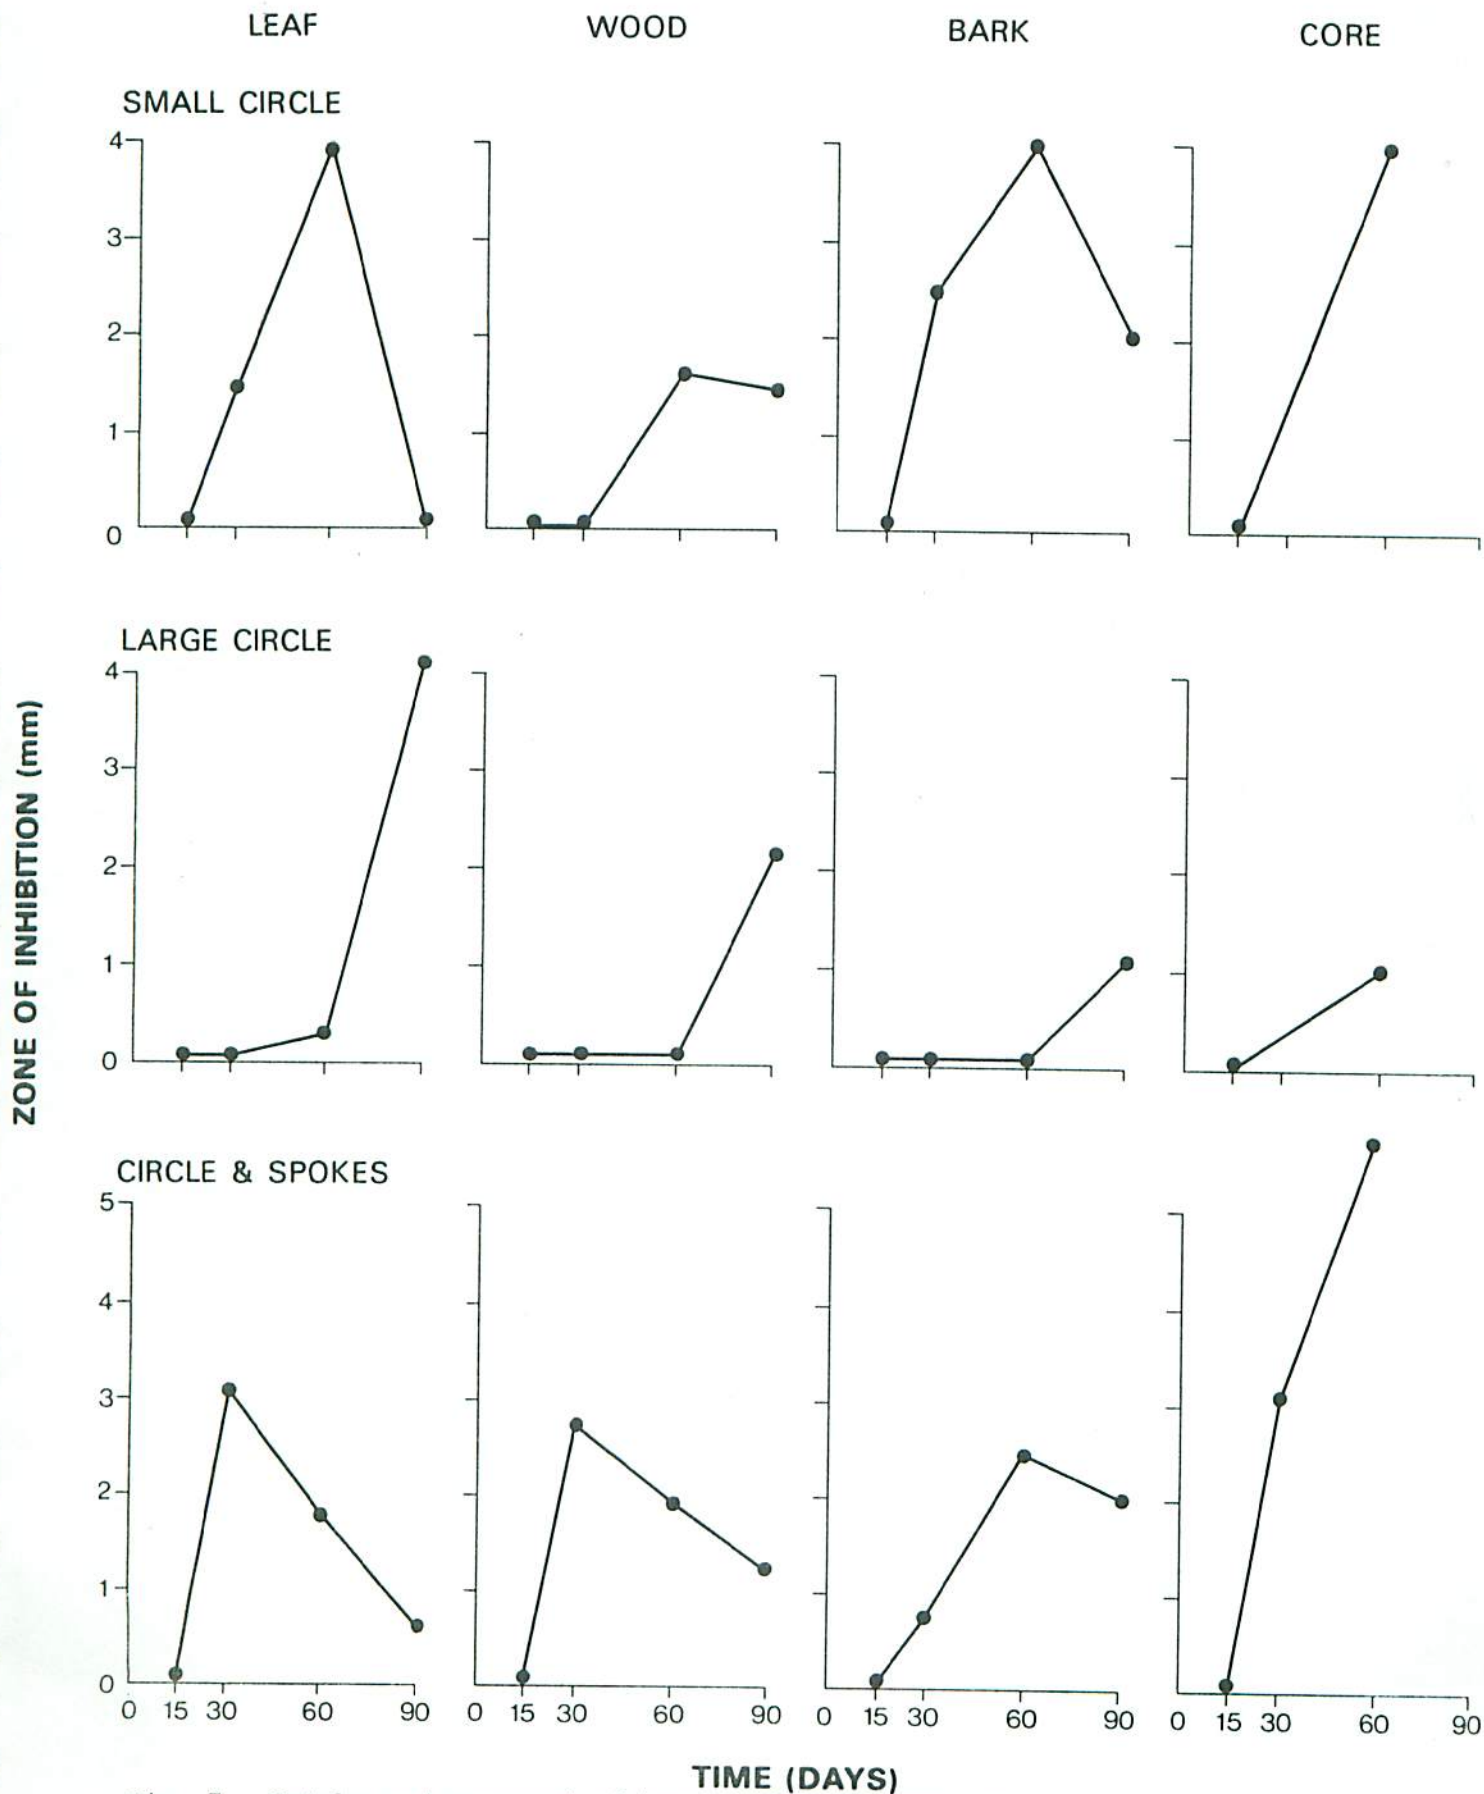 LEAF WOOD BARK CORE
SMALL CIRCLE
4
3
2
1
0
LARGE CIRCLE
4
3
2
1
0
ZONE OF INHIBITION (mm)
CIRCLE & SPOKES
5
4
3
2
1
0
0 15 30 60 90 0 15 30 60 90 0 15 30 60 90 0 15 30 60 90
TIME (DAYS)